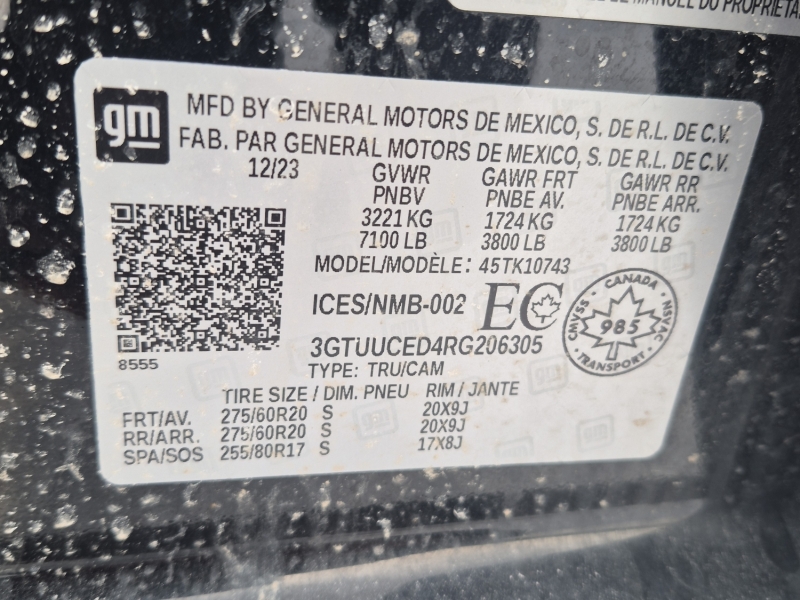 DE MANUEL DO PROPRIETA
gm
MFD BY GENERAL MOTORS DE MEXICO, S. DE R.L. DE C.V.
FAB. PAR GENERAL MOTORS DE MEXICO, S. DE R.L. DE C.V.
12/23 GVWR GAWR FRT GAWR RR
PNBV PNBE AV. PNBE ARR.
3221 KG 1724 KG 1724 KG
7100 LB 3800 LB 3800 LB
MODEL/MODÈLE: 45TK10743
ICES/NMB-002 EC
CANADA
CMVSS 985 NSVAC
TRANSPORT
3GTUUCED4RG206305
8555
TYPE: TRU/CAM
TIRE SIZE / DIM. PNEU RIM / JANTE
FRT/AV. 275/60R20 S 20X9J
RR/ARR. 275/60R20 S 20X9J
SPA/SOS 255/80R17 S 17X8J